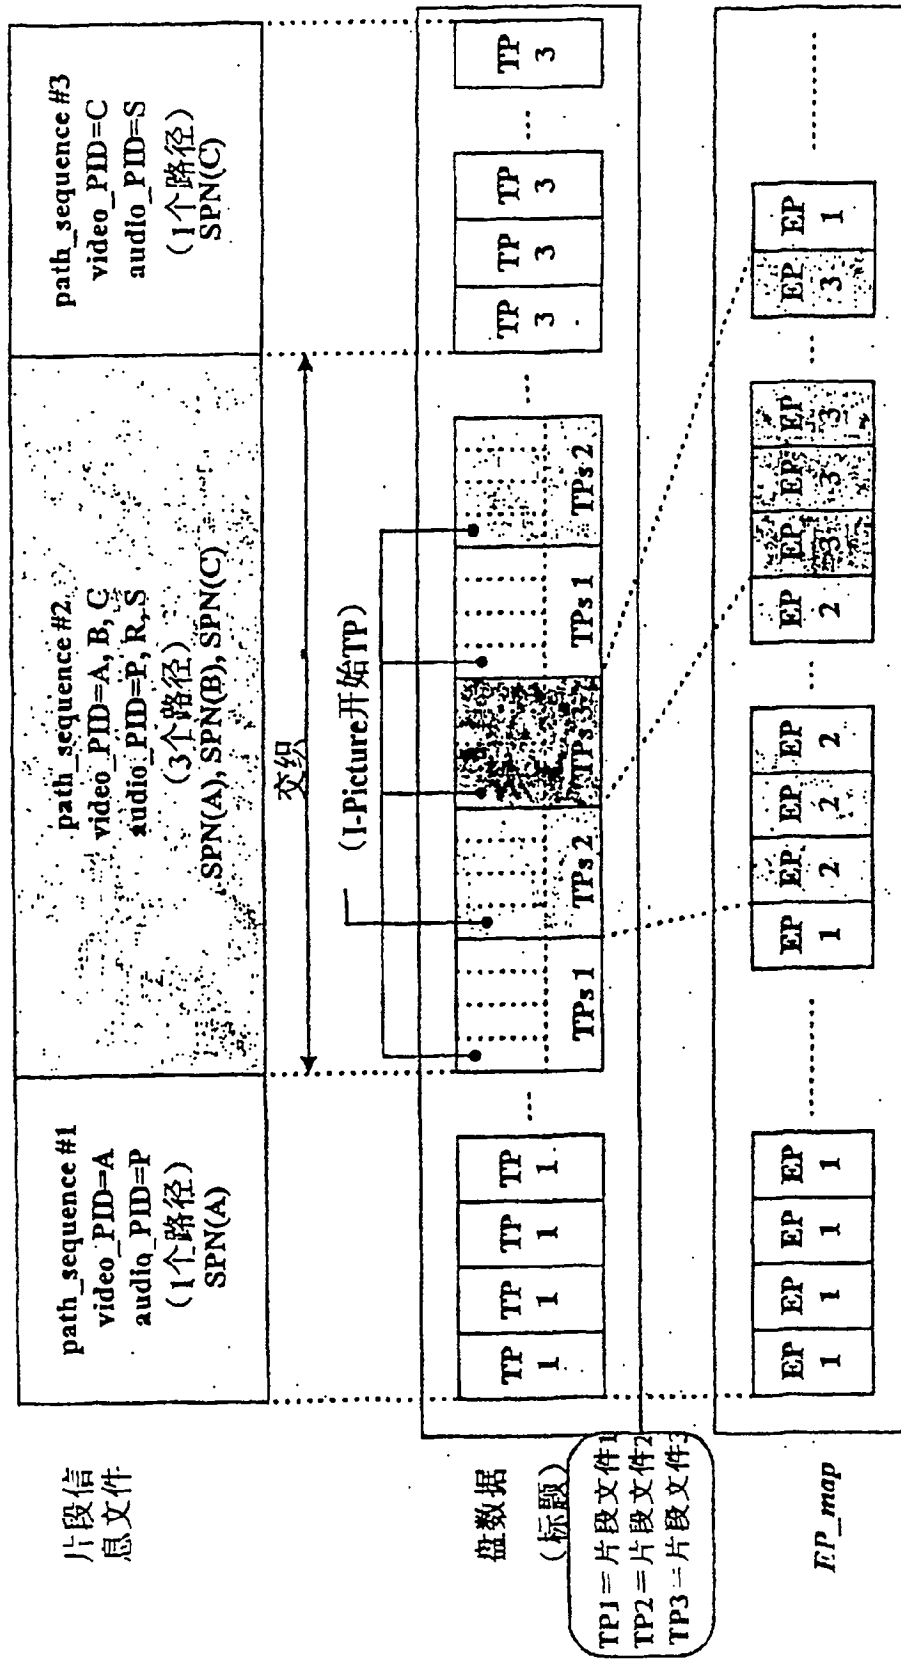 片段信
息文件
path_sequence #1
video_PID=A
audio_PID=P
(1个路径)
SPN(A)
path_sequence #2
video_PID=A, B, C
audio_PID=P, R, S
(3个路径)
SPN(A), SPN(B), SPN(C)
path_sequence #3
video_PID=C
audio_PID=S
(1个路径)
SPN(C)
交织
(I-Picture开始TP)
盘数据
(标题)
TP 1
TP 1
TP 1
TP 1
TPs 1
TPs 2
TPs 3
TPs 1
TPs 2
TP 3
TP 3
TP 3
TP 3
TP1=片段文件1
TP2=片段文件2
TP3=片段文件3
EP_map
EP 1
EP 1
EP 1
EP 1
EP 1
EP 2
EP 2
EP 2
EP 2
EP 3
EP 3
EP 3
EP 3
EP 1